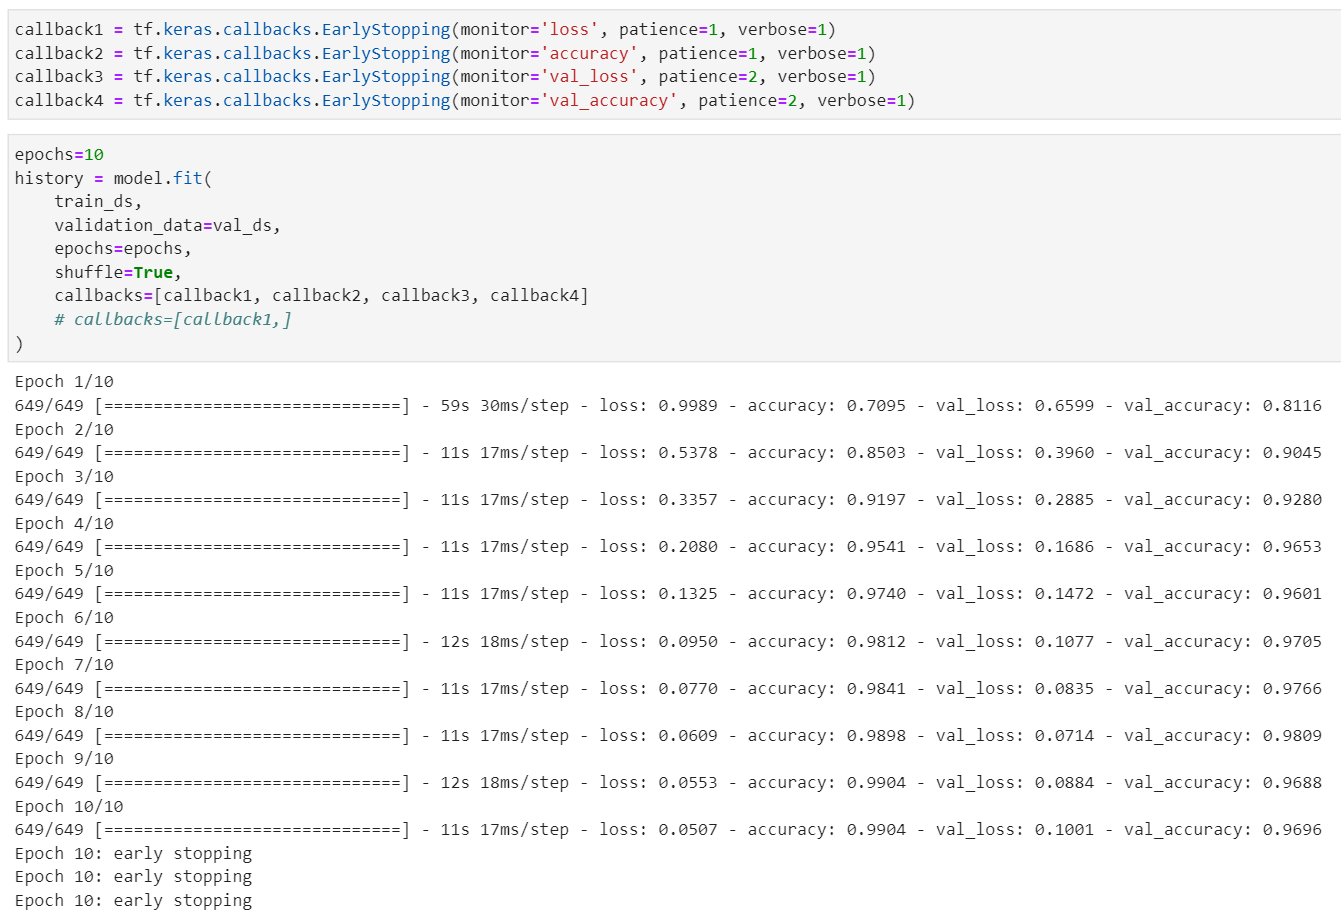 callback1 = tf.keras.callbacks.EarlyStopping(monitor='loss', patience=1, verbose=1)
callback2 = tf.keras.callbacks.EarlyStopping(monitor='accuracy', patience=1, verbose=1)
callback3 = tf.keras.callbacks.EarlyStopping(monitor='val_loss', patience=2, verbose=1)
callback4 = tf.keras.callbacks.EarlyStopping(monitor='val_accuracy', patience=2, verbose=1)
epochs=10
history = model.fit(
    train_ds,
    validation_data=val_ds,
    epochs=epochs,
    shuffle=True,
    callbacks=[callback1, callback2, callback3, callback4]
    # callbacks=[callback1,]
)
Epoch 1/10
649/649 [==============================] - 59s 30ms/step - loss: 0.9989 - accuracy: 0.7095 - val_loss: 0.6599 - val_accuracy: 0.8116
Epoch 2/10
649/649 [==============================] - 11s 17ms/step - loss: 0.5378 - accuracy: 0.8503 - val_loss: 0.3960 - val_accuracy: 0.9045
Epoch 3/10
649/649 [==============================] - 11s 17ms/step - loss: 0.3357 - accuracy: 0.9197 - val_loss: 0.2885 - val_accuracy: 0.9280
Epoch 4/10
649/649 [==============================] - 11s 17ms/step - loss: 0.2080 - accuracy: 0.9541 - val_loss: 0.1686 - val_accuracy: 0.9653
Epoch 5/10
649/649 [==============================] - 11s 17ms/step - loss: 0.1325 - accuracy: 0.9740 - val_loss: 0.1472 - val_accuracy: 0.9601
Epoch 6/10
649/649 [==============================] - 12s 18ms/step - loss: 0.0950 - accuracy: 0.9812 - val_loss: 0.1077 - val_accuracy: 0.9705
Epoch 7/10
649/649 [==============================] - 11s 17ms/step - loss: 0.0770 - accuracy: 0.9841 - val_loss: 0.0835 - val_accuracy: 0.9766
Epoch 8/10
649/649 [==============================] - 11s 17ms/step - loss: 0.0609 - accuracy: 0.9898 - val_loss: 0.0714 - val_accuracy: 0.9809
Epoch 9/10
649/649 [==============================] - 12s 18ms/step - loss: 0.0553 - accuracy: 0.9904 - val_loss: 0.0884 - val_accuracy: 0.9688
Epoch 10/10
649/649 [==============================] - 11s 17ms/step - loss: 0.0507 - accuracy: 0.9904 - val_loss: 0.1001 - val_accuracy: 0.9696
Epoch 10: early stopping
Epoch 10: early stopping
Epoch 10: early stopping